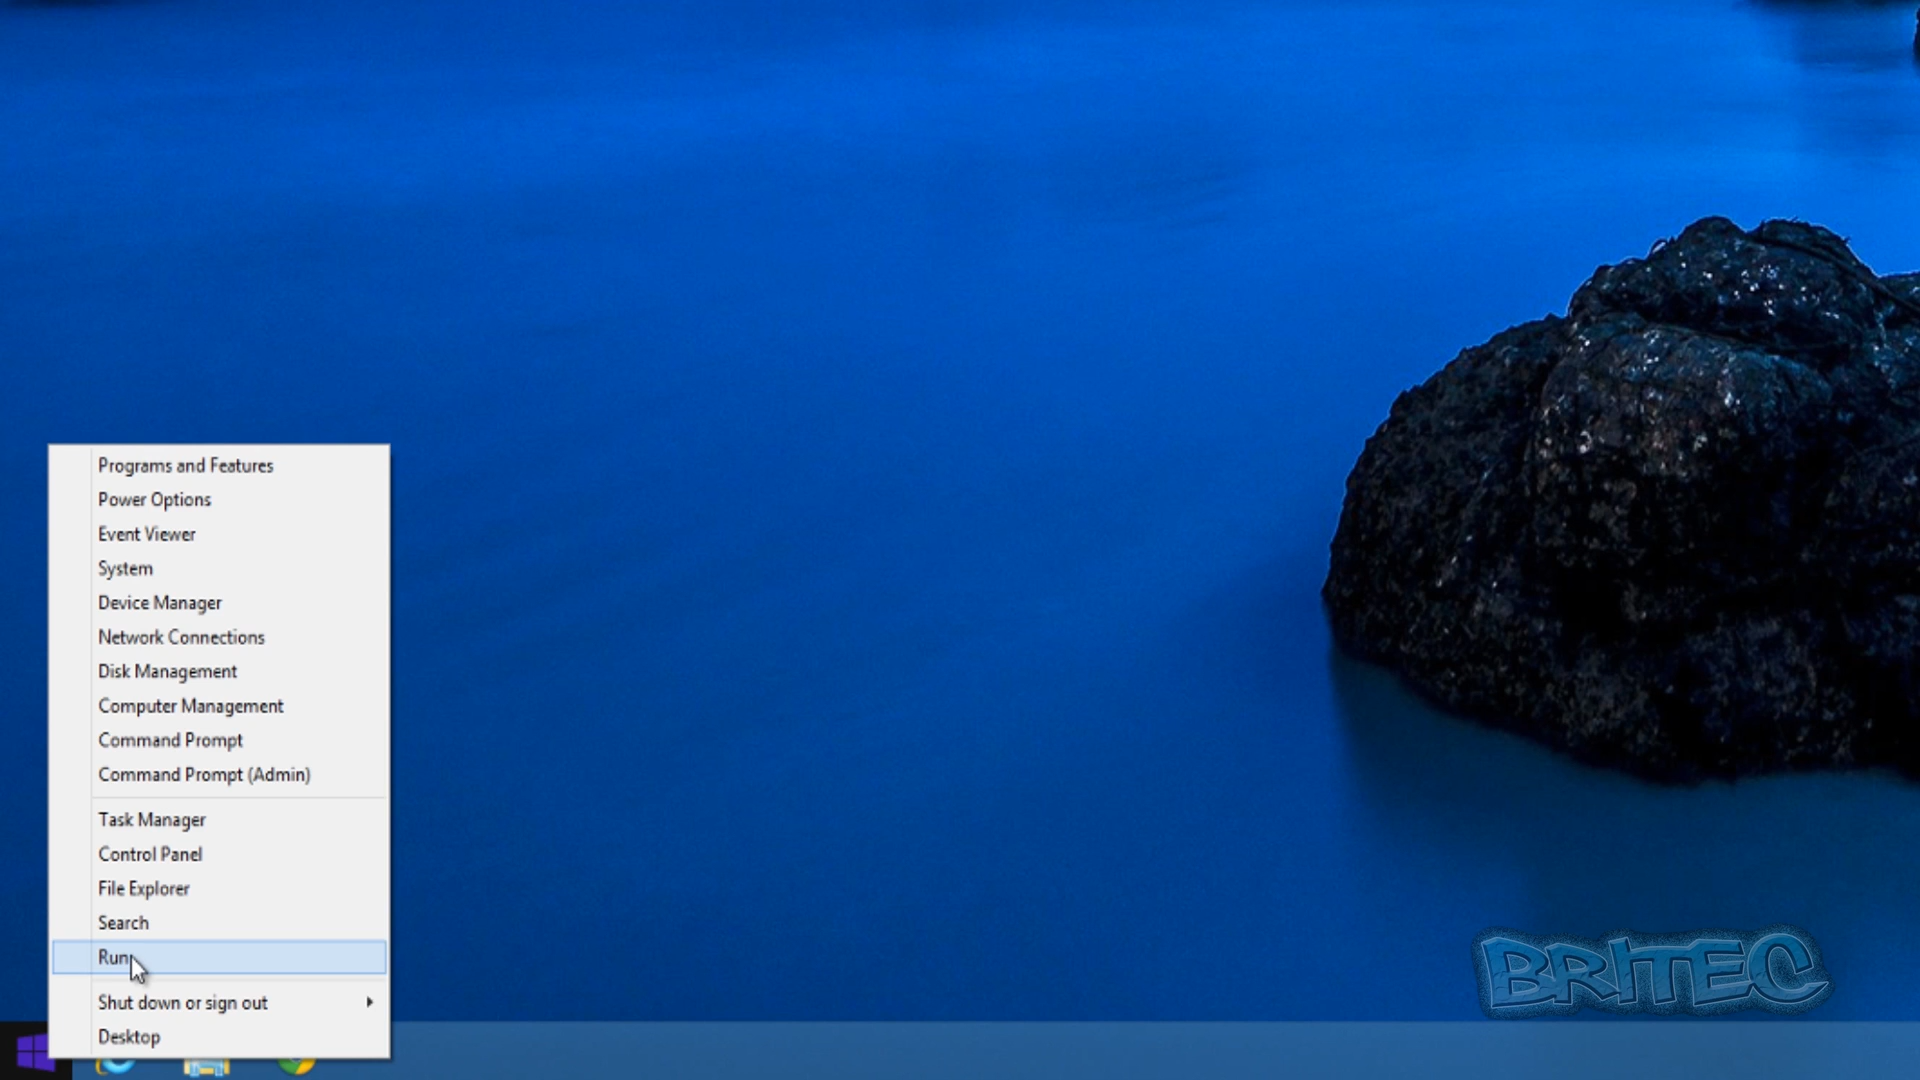 Programs and Features
Power Options
Event Viewer
System
Device Manager
Network Connections
Disk Management
Computer Management
Command Prompt
Command Prompt (Admin)
Task Manager
Control Panel
File Explorer
Search
Run
Shut down or sign out
Desktop
BRITEC